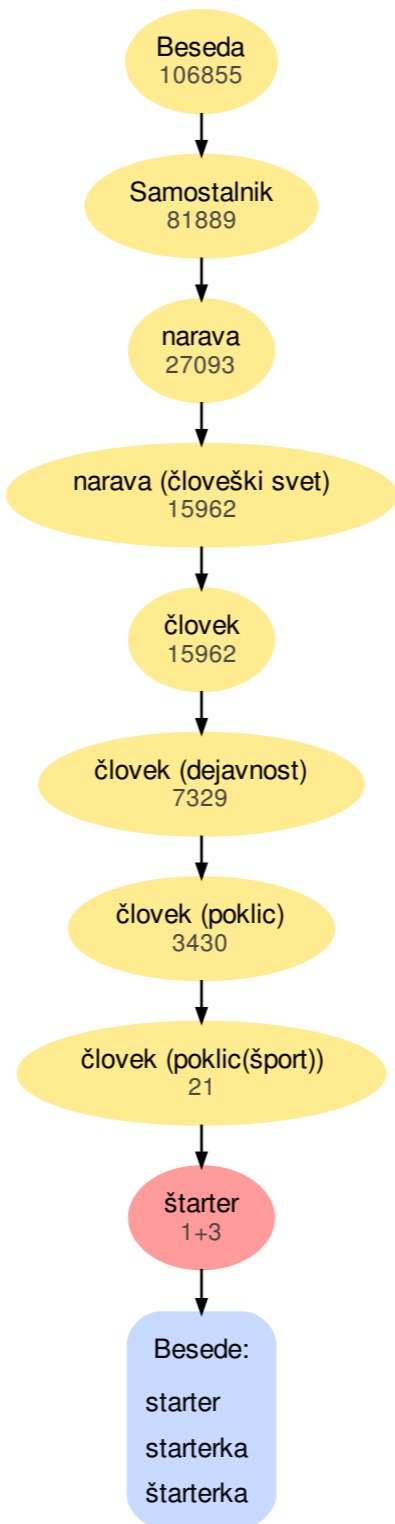 Beseda
106855
Samostalnik
81889
narava
27093
narava (človeški svet)
15962
človek
15962
človek (dejavnost)
7329
človek (poklic)
3430
človek (poklic(šport))
21
štarter
1+3
Besede:
starter
starterka
štarterka